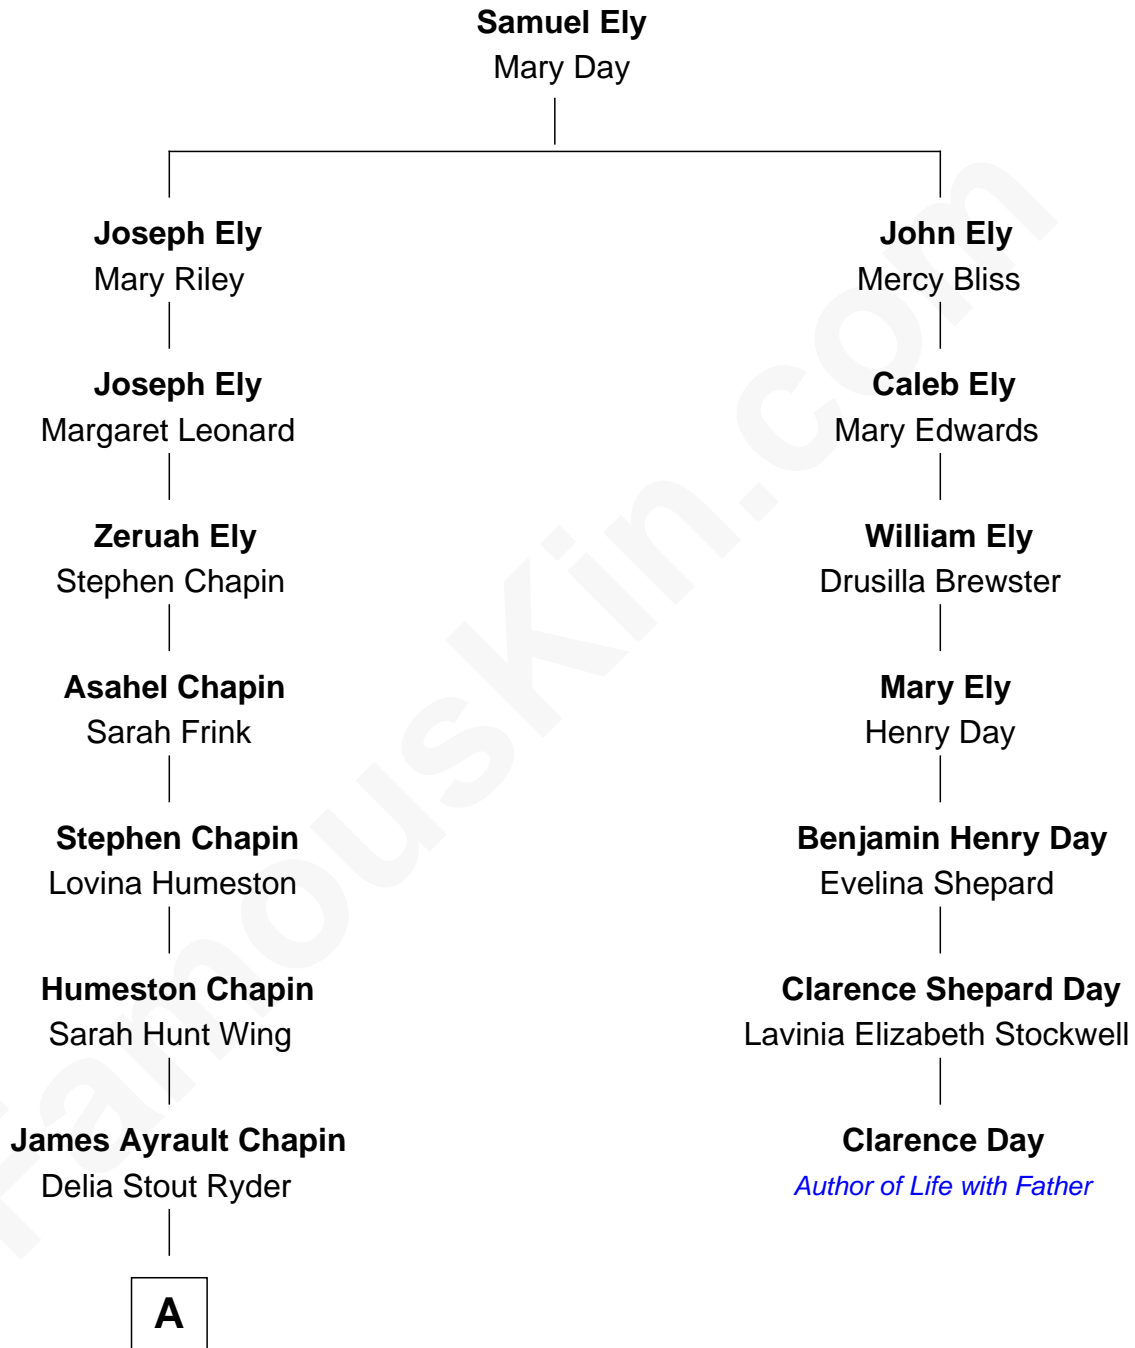 Samuel Ely
Mary Day
Joseph Ely
Mary Riley
John Ely
Mercy Bliss
Joseph Ely
Margaret Leonard
Caleb Ely
Mary Edwards
Zeruah Ely
Stephen Chapin
William Ely
Drusilla Brewster
Asahel Chapin
Sarah Frink
Mary Ely
Henry Day
Stephen Chapin
Lovina Humeston
Benjamin Henry Day
Evelina Shepard
Humeston Chapin
Sarah Hunt Wing
Clarence Shepard Day
Lavinia Elizabeth Stockwell
James Ayrault Chapin
Delia Stout Ryder
Clarence Day
Author of Life with Father
A
FamousKin.com